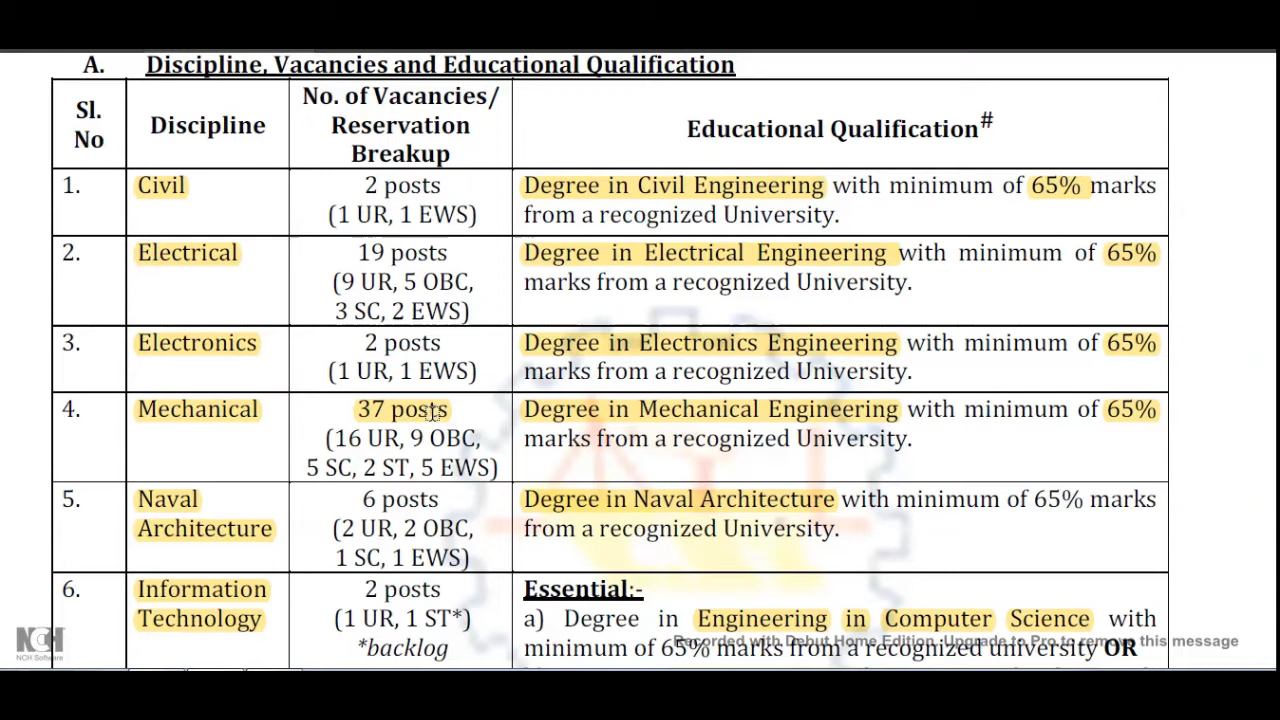 A. Discipline, Vacancies and Educational Qualification
Sl. No
Discipline
No. of Vacancies/
Reservation
Breakup
Educational Qualification#
1.
Civil
2 posts
(1 UR, 1 EWS)
Degree in Civil Engineering with minimum of 65% marks
from a recognized University.
2.
Electrical
19 posts
(9 UR, 5 OBC,
3 SC, 2 EWS)
Degree in Electrical Engineering with minimum of 65%
marks from a recognized University.
3.
Electronics
2 posts
(1 UR, 1 EWS)
Degree in Electronics Engineering with minimum of 65%
marks from a recognized University.
4.
Mechanical
37 posts
(16 UR, 9 OBC,
5 SC, 2 ST, 5 EWS)
Degree in Mechanical Engineering with minimum of 65%
marks from a recognized University.
5.
Naval
Architecture
6 posts
(2 UR, 2 OBC,
1 SC, 1 EWS)
Degree in Naval Architecture with minimum of 65% marks
from a recognized University.
6.
Information
Technology
2 posts
(1 UR, 1 ST*)
*backlog
Essential:-
a) Degree in Engineering in Computer Science with
minimum of 65% marks from a recognized university OR
NCH
NCH Software
Recorded with Debut Home Edition. Upgrade to Pro to remove this message